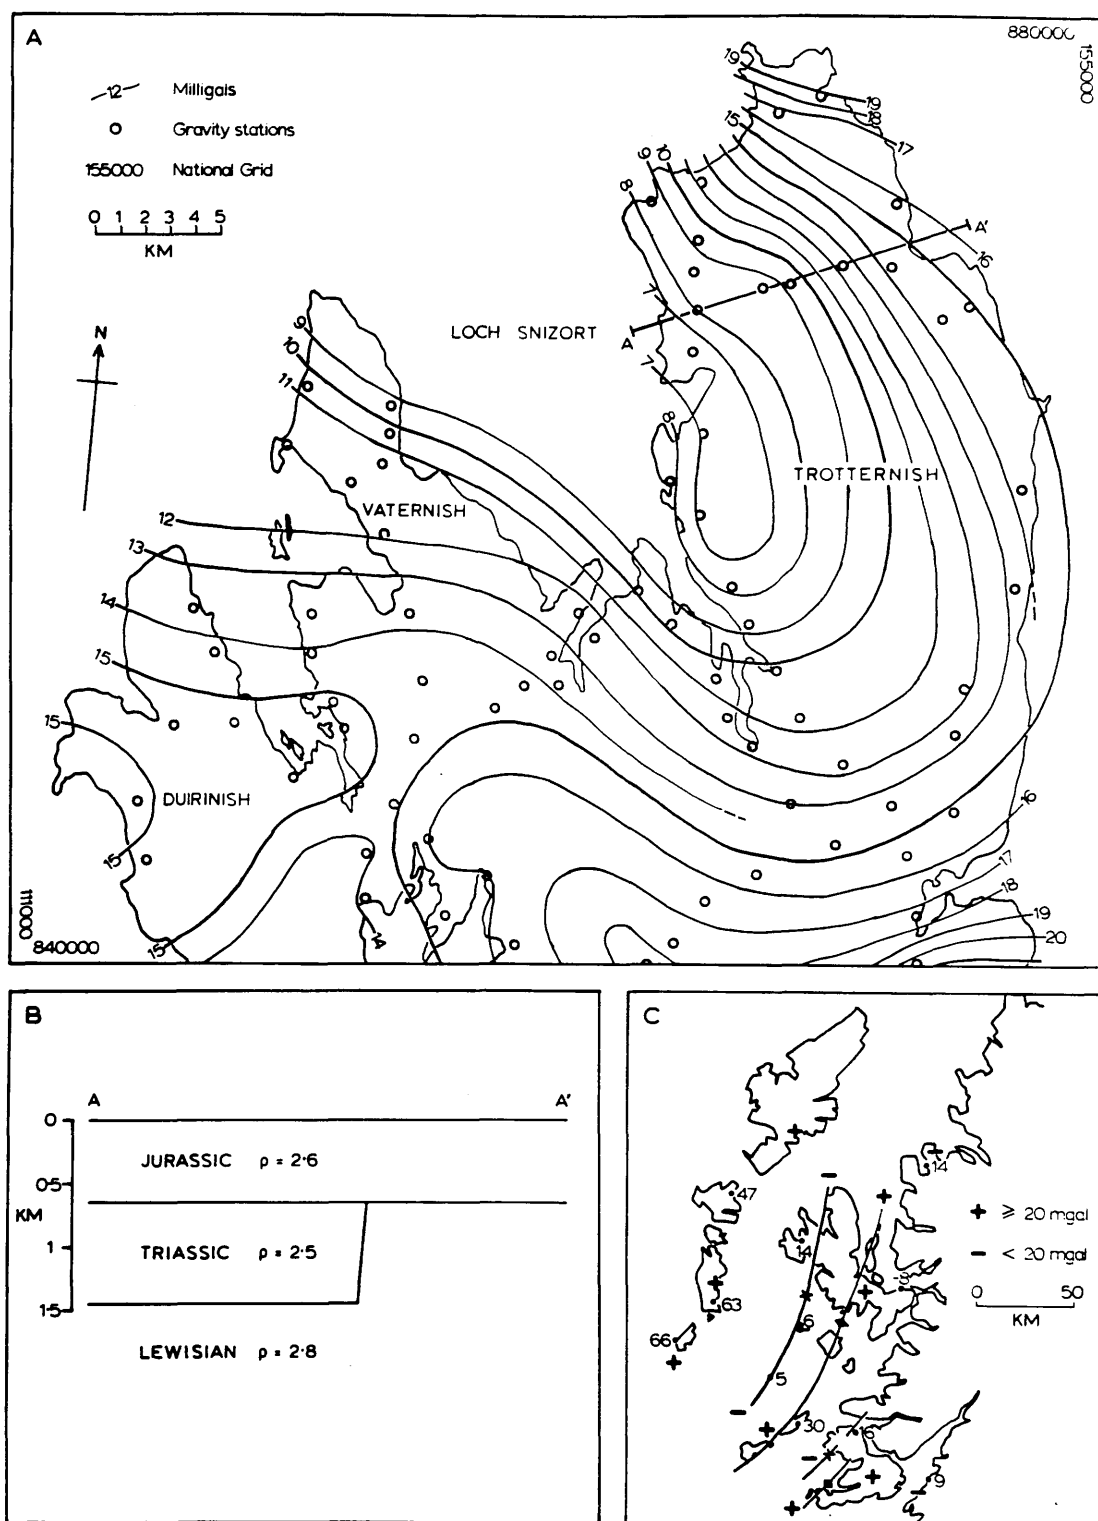 A
880000
155000
12 Milligals
Gravity stations
155000 National Grid
0 1 2 3 4 5
KM
N
19
19
18
17
15
10
9
8
16
A'
A
7
7
8
LOCH SNIZORT
9
10
11
TROTTERNISH
VATERNISH
12
13
14
15
15
DUIRINISH
15
16
17
18
19
20
14
15
111000
840000
B
A A'
0
0·5
KM
1
1·5
JURASSIC ρ = 2·6
TRIASSIC ρ = 2·5
LEWISIAN ρ = 2·8
C
14
47
+ ⩾ 20 mgal
− < 20 mgal
0 50
KM
14
63
6
66
5
30
16
9